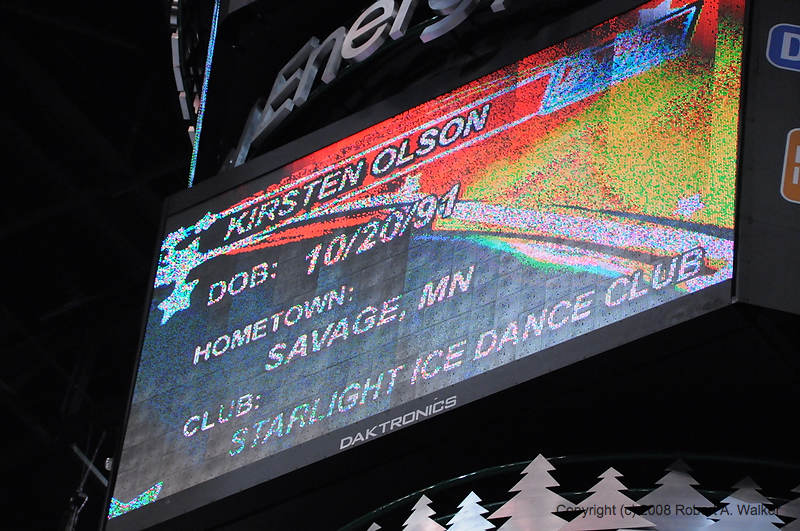 Energy
KIRSTEN OLSON
DOB: 10/20/91
HOMETOWN:
SAVAGE, MN
CLUB:
STARLIGHT ICE DANCE CLUB
DAKTRONICS
Copyright (c) 2008 Robert A. Walker